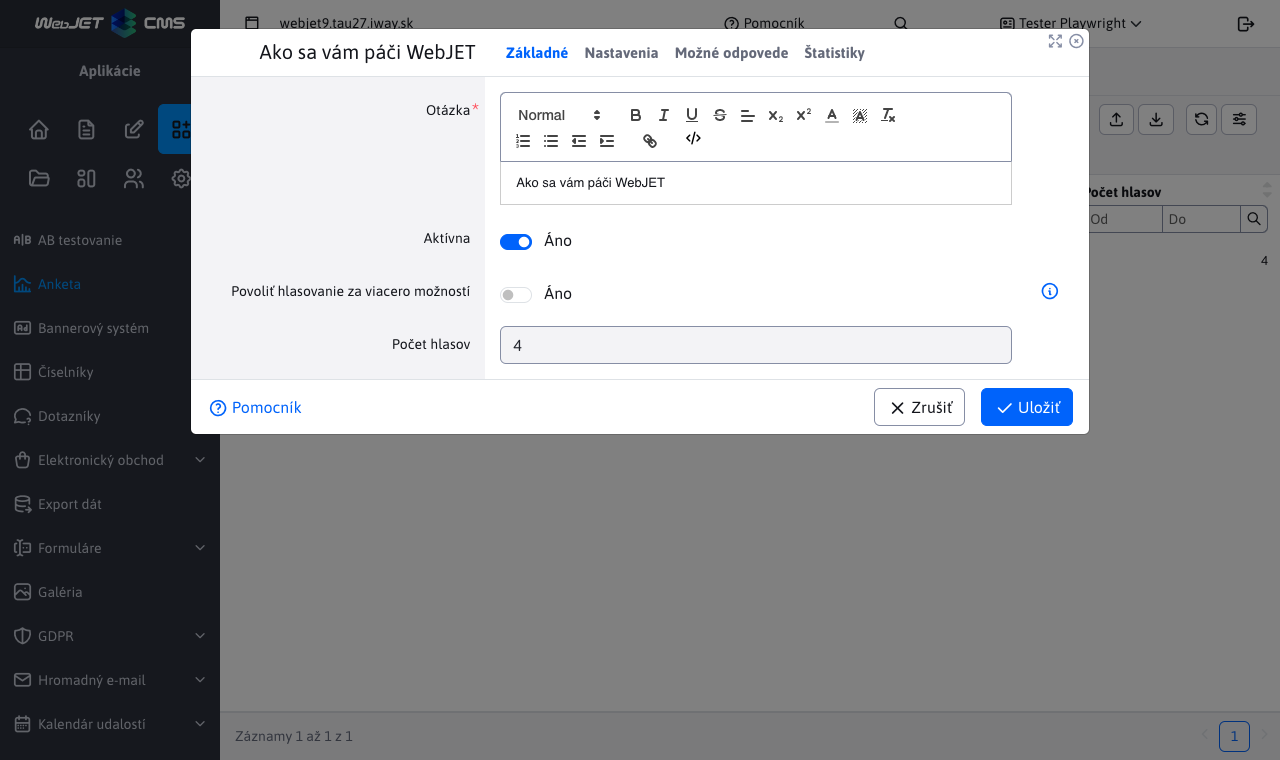 WebJET CMS
webjet9.tau27.iway.sk
Pomocník
Tester Playwright
Aplikácie
Ako sa vám páči WebJET
Základné
Nastavenia
Možné odpovede
Štatistiky
Otázka*
Normal
Ako sa vám páči WebJET
Aktívna
Áno
Povoliť hlasovanie za viacero možností
Áno
Počet hlasov
4
Pomocník
Zrušiť
Uložiť
Počet hlasov
Od
Do
4
AB testovanie
Anketa
Bannerový systém
Číselníky
Dotazníky
Elektronický obchod
Export dát
Formuláre
Galéria
GDPR
Hromadný e-mail
Kalendár udalostí
Záznamy 1 až 1 z 1
1